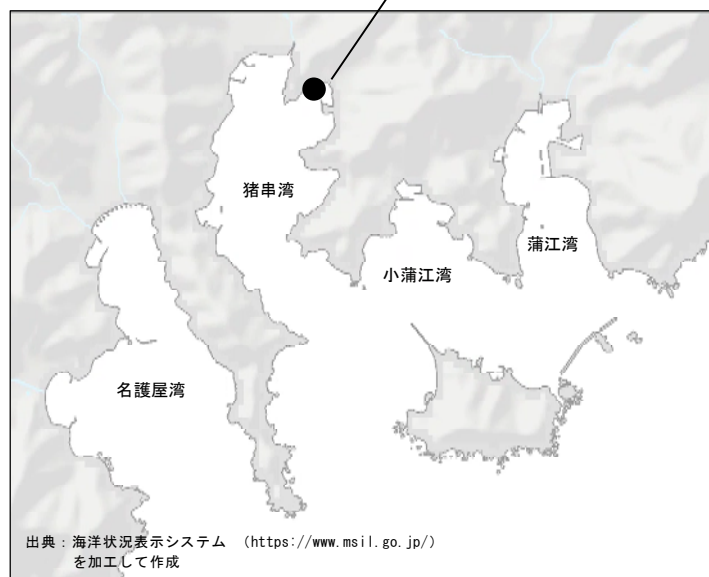 猪串湾
蒲江湾
小蒲江湾
名護屋湾
出典：海洋状況表示システム （https://www.msil.go.jp/）
を加工して作成